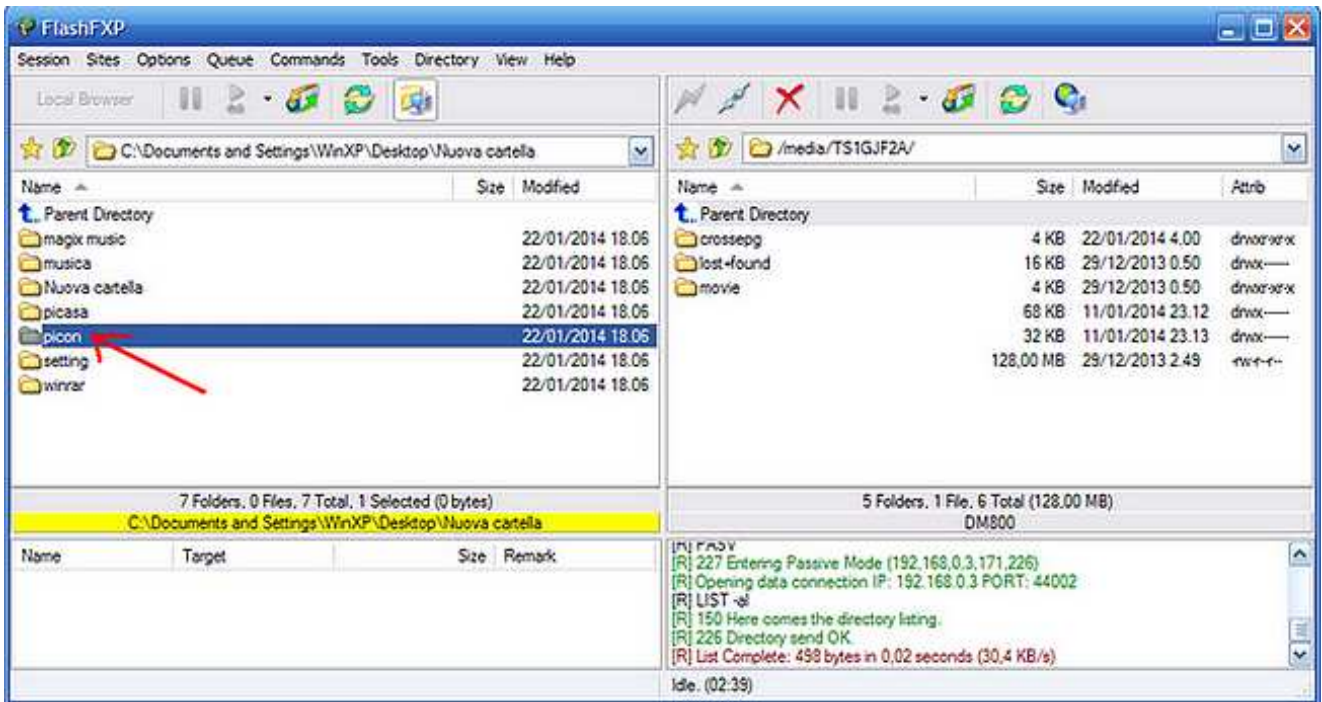 FlashFXP
Session Sites Options Queue Commands Tools Directory View Help
Local Browser
C:\Documents and Settings\WinXP\Desktop\Nuova cartella
/media/TS1GJF2A/
Name Size Modified
Parent Directory
magix music 22/01/2014 18.06
musica 22/01/2014 18.06
Nuova cartella 22/01/2014 18.06
picasa 22/01/2014 18.06
picon 22/01/2014 18.06
setting 22/01/2014 18.06
winrar 22/01/2014 18.06
7 Folders, 0 Files, 7 Total, 1 Selected (0 bytes)
C:\Documents and Settings\WinXP\Desktop\Nuova cartella
Name Size Modified Attrib
Parent Directory
crossepg 4 KB 22/01/2014 4.00 drwxr-xr-x
lost+found 16 KB 29/12/2013 0.50 drwx------
movie 4 KB 29/12/2013 0.50 drwxr-xr-x
68 KB 11/01/2014 23.12 drwx------
32 KB 11/01/2014 23.13 drwx------
128,00 MB 29/12/2013 2.49 -rw-r--r--
5 Folders, 1 File, 6 Total (128,00 MB)
DM800
Name Target Size Remark
[R] PASV
[R] 227 Entering Passive Mode (192,168,0,3,171,226)
[R] Opening data connection IP: 192.168.0.3 PORT: 44002
[R] LIST -al
[R] 150 Here comes the directory listing.
[R] 226 Directory send OK.
[R] List Complete: 498 bytes in 0,02 seconds (30,4 KB/s)
Idle. (02:39)